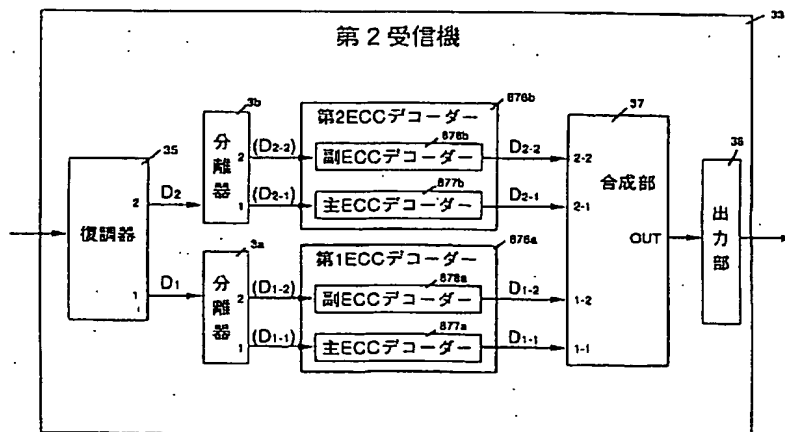 第2受信機
33
3b
876b
第2ECCデコーダー
37
35
分離器
2
(D2-2)
878b
副ECCデコーダー
D2-2
2-2
合成部
38
2
D2
1
(D2-1)
877b
主ECCデコーダー
D2-1
2-1
復調器
OUT
出力部
3a
876a
第1ECCデコーダー
分離器
2
(D1-2)
878a
副ECCデコーダー
D1-2
1-2
1
D1
1
(D1-1)
877a
主ECCデコーダー
D1-1
1-1